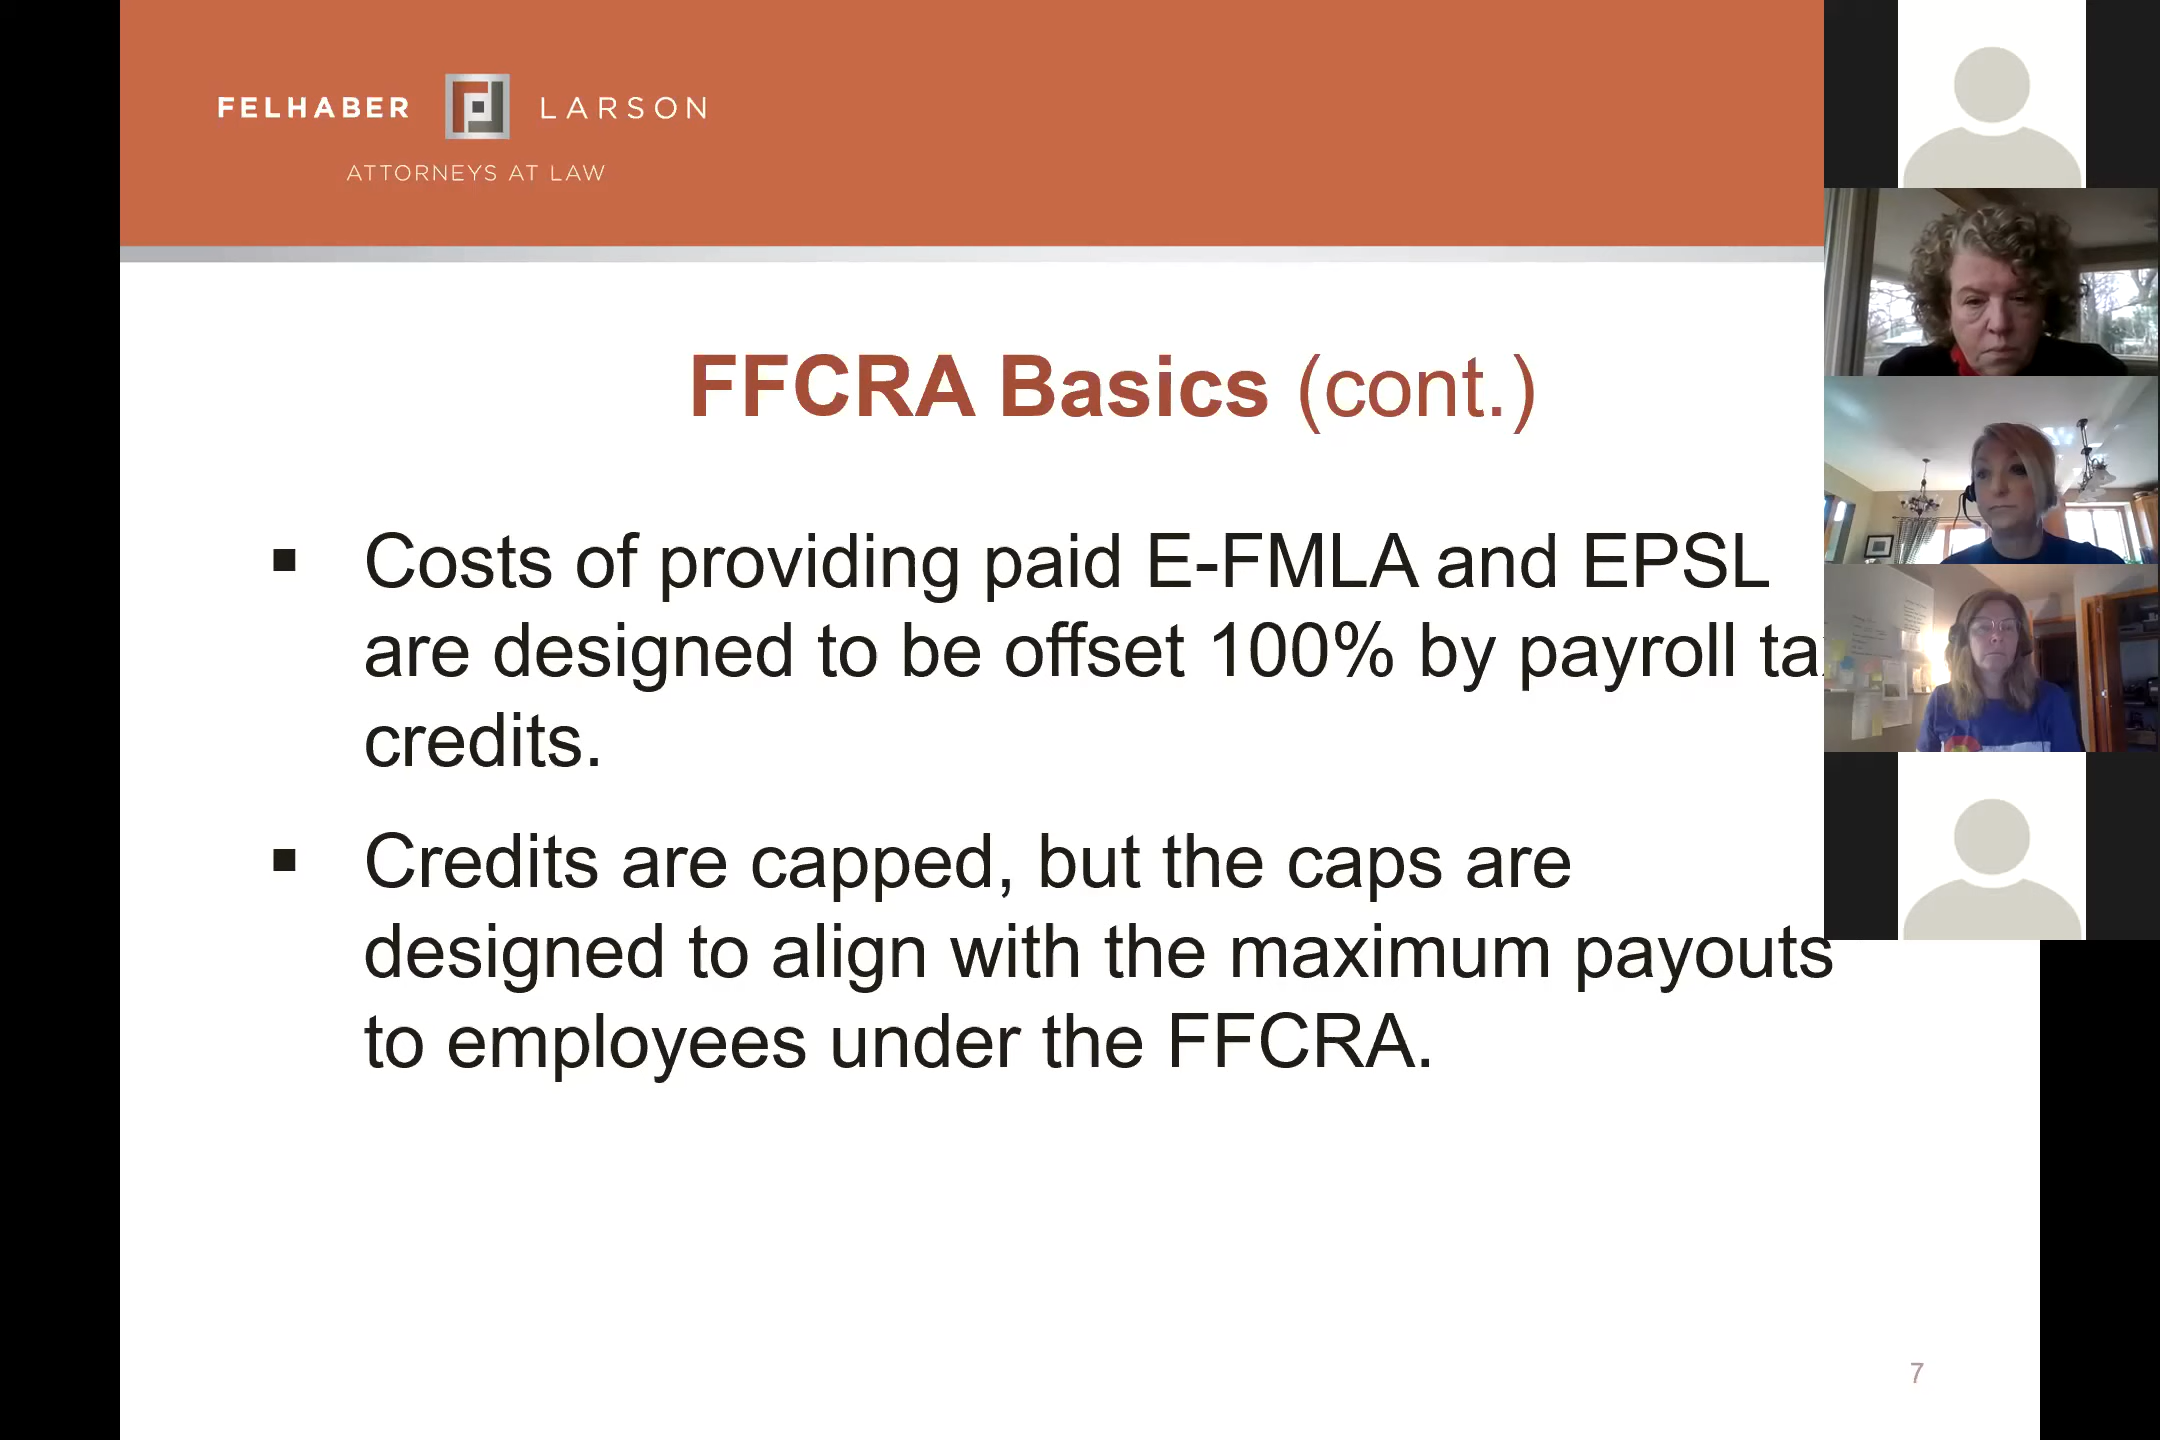 FELHABER LARSON
ATTORNEYS AT LAW
FFCRA Basics (cont.)
▪ Costs of providing paid E-FMLA and EPSL
are designed to be offset 100% by payroll
credits.
▪ Credits are capped, but the caps are
designed to align with the maximum payouts
to employees under the FFCRA.
7